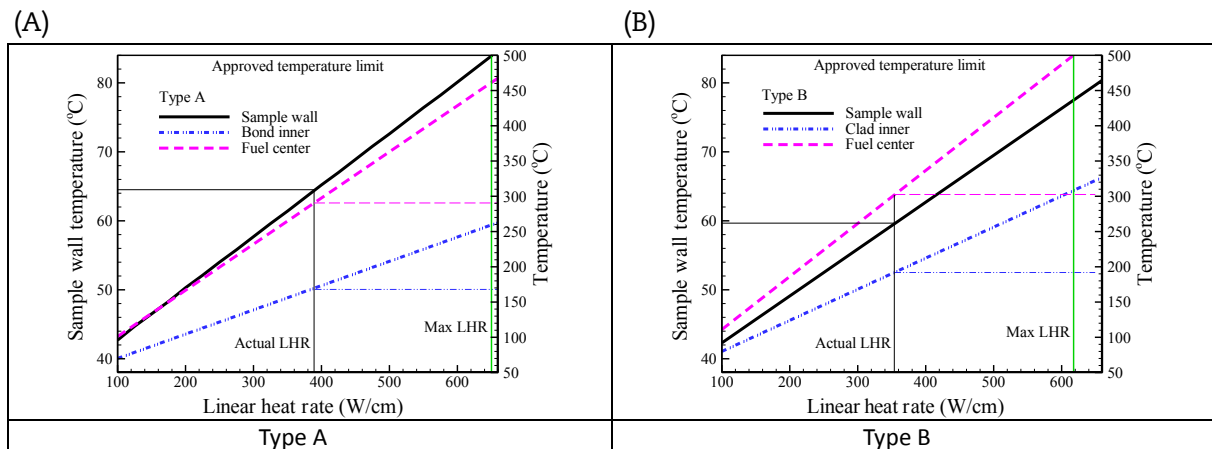 (A)
(B)
Approved temperature limit
Type A
Sample wall
Bond inner
Fuel center
Actual LHR
Max LHR
Sample wall temperature (ºC)
80
70
60
50
40
Temperature (ºC)
500
450
400
350
300
250
200
150
100
50
100 200 300 400 500 600
Linear heat rate (W/cm)
Approved temperature limit
Type B
Sample wall
Clad inner
Fuel center
Actual LHR
Max LHR
Sample wall temperature (ºC)
80
70
60
50
40
Temperature (ºC)
500
450
400
350
300
250
200
150
100
50
100 200 300 400 500 600
Linear heat rate (W/cm)
Type A
Type B